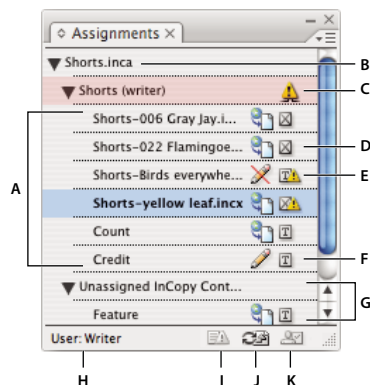 Assignments ×
Shorts.inca
B
Shorts (writer)
C
Shorts-006 Gray Jay.i...
Shorts-022 Flamingoe...
D
A
Shorts-Birds everywhe...
T
E
Shorts-yellow leaf.incx
Count
T
Credit
T
F
Unassigned InCopy Cont...
G
Feature
T
User: Writer
H
I
J
K